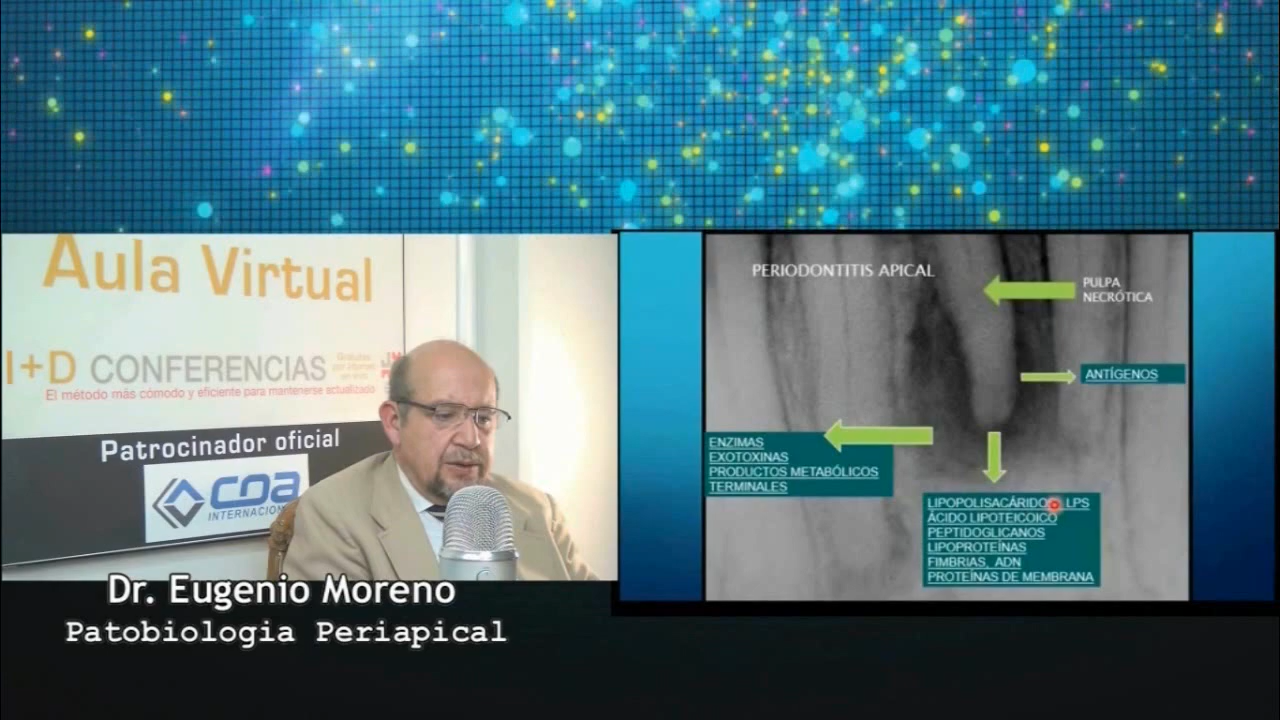 Aula Virtual
I+D CONFERENCIAS
El método más cómodo y eficiente para mantenerse actualizado
Patrocinador oficial
COA
INTERNACION
Dr. Eugenio Moreno
Patobiologia Periapical
PERIODONTITIS APICAL
PULPA
NECRÓTICA
ANTÍGENOS
ENZIMAS
EXOTOXINAS
PRODUCTOS METABÓLICOS
TERMINALES
LIPOPOLISACÁRIDO LPS
ÁCIDO LIPOTEICOICO
PEPTIDOGLICANOS
LIPOPROTEÍNAS
FIMBRIAS, ADN
PROTEÍNAS DE MEMBRANA